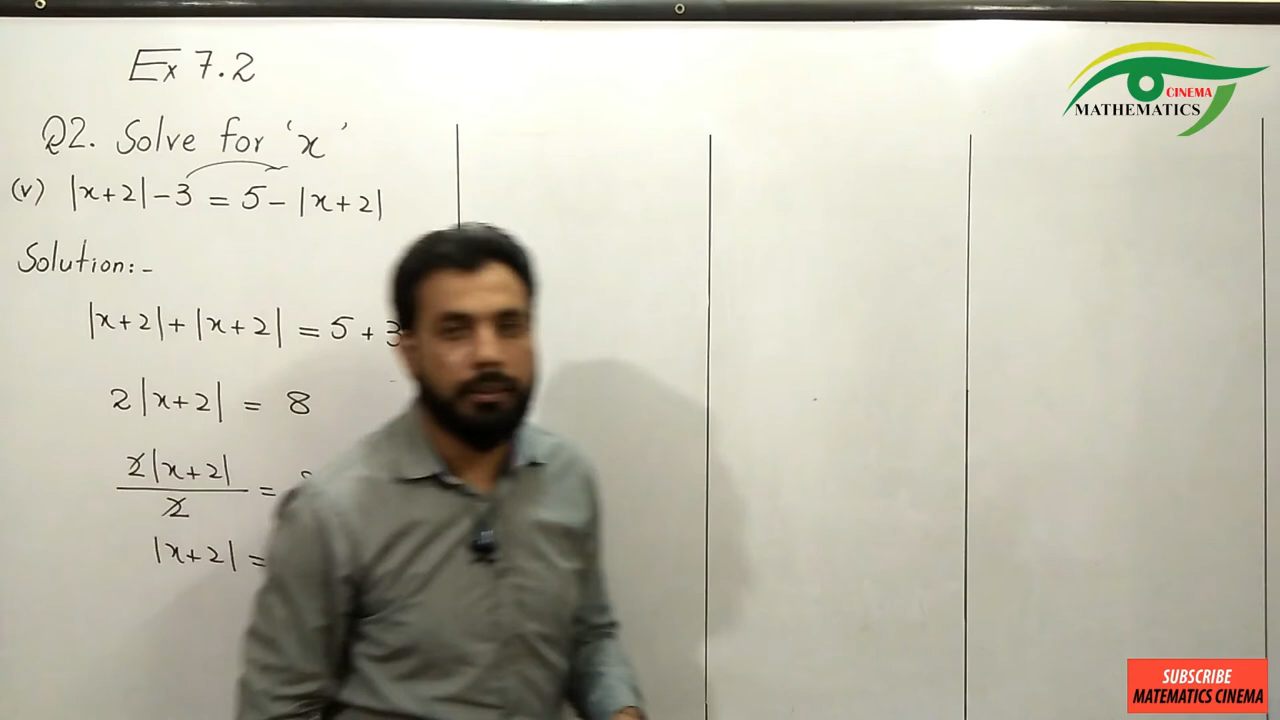 Ex 7.2
Q2. Solve for 'x'
(v) |x+2|-3 = 5-|x+2|
Solution:-
|x+2|+|x+2| = 5+3
2|x+2| = 8
2|x+2|
2
=
|x+2| =
CINEMA
MATHEMATICS
SUBSCRIBE
MATEMATICS CINEMA